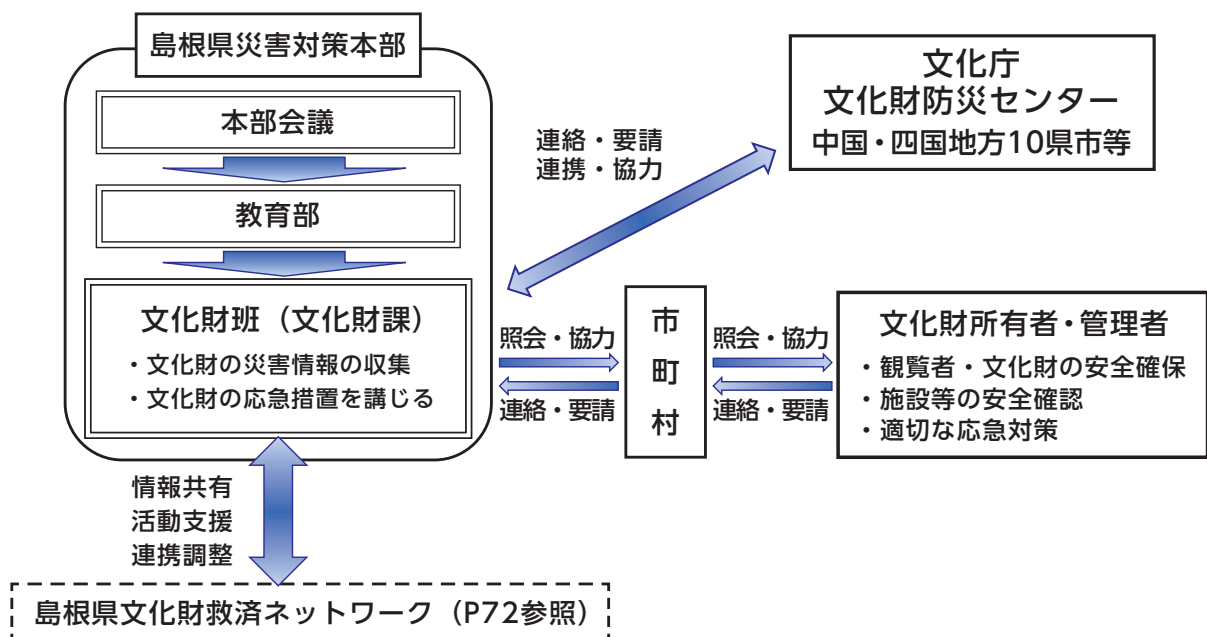 島根県災害対策本部
本部会議
教育部
文化財班（文化財課）
・文化財の災害情報の収集
・文化財の応急措置を講じる
連絡・要請
連携・協力
文化庁
文化財防災センター
中国・四国地方10県市等
照会・協力
連絡・要請
市町村
照会・協力
連絡・要請
文化財所有者・管理者
・観覧者・文化財の安全確保
・施設等の安全確認
・適切な応急対策
情報共有
活動支援
連携調整
島根県文化財救済ネットワーク（P72参照）